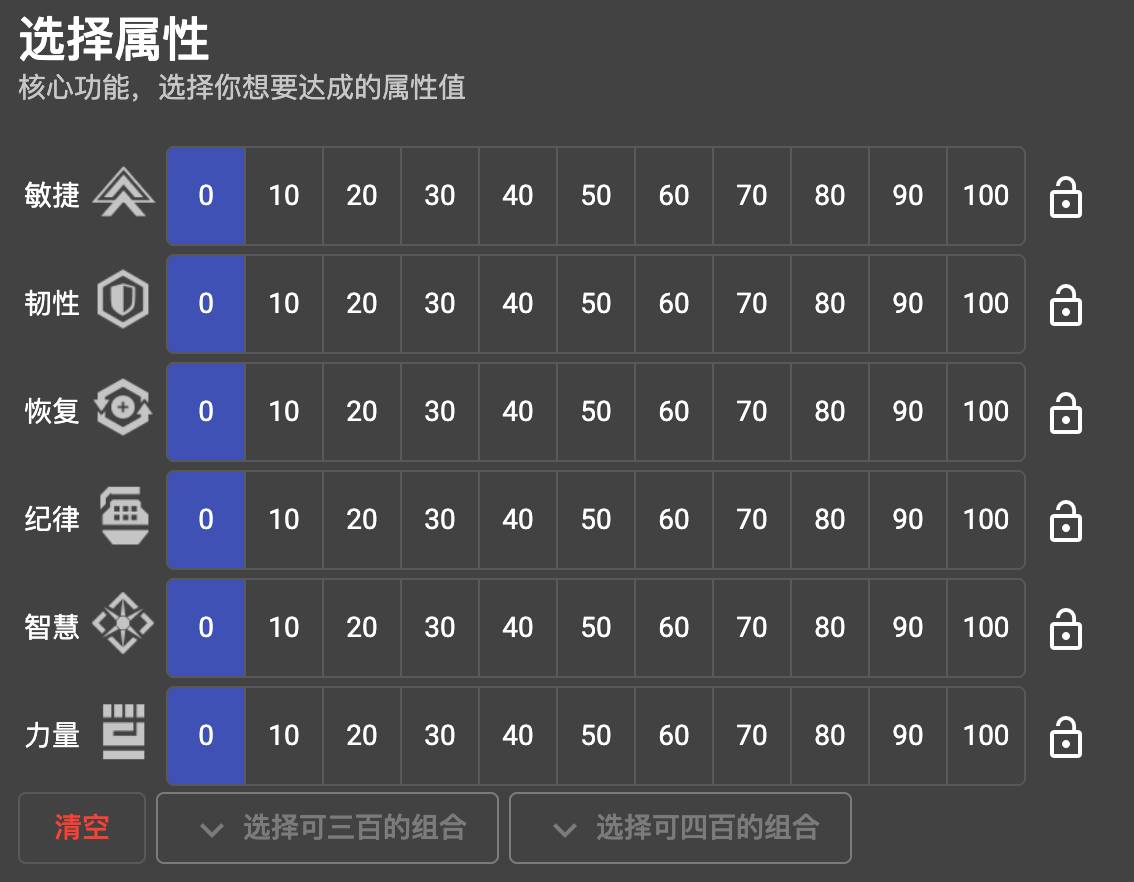 选择属性
核心功能，选择你想要达成的属性值
敏捷 0 10 20 30 40 50 60 70 80 90 100
韧性 0 10 20 30 40 50 60 70 80 90 100
恢复 0 10 20 30 40 50 60 70 80 90 100
纪律 0 10 20 30 40 50 60 70 80 90 100
智慧 0 10 20 30 40 50 60 70 80 90 100
力量 0 10 20 30 40 50 60 70 80 90 100
清空 选择可三百的组合 选择可四百的组合